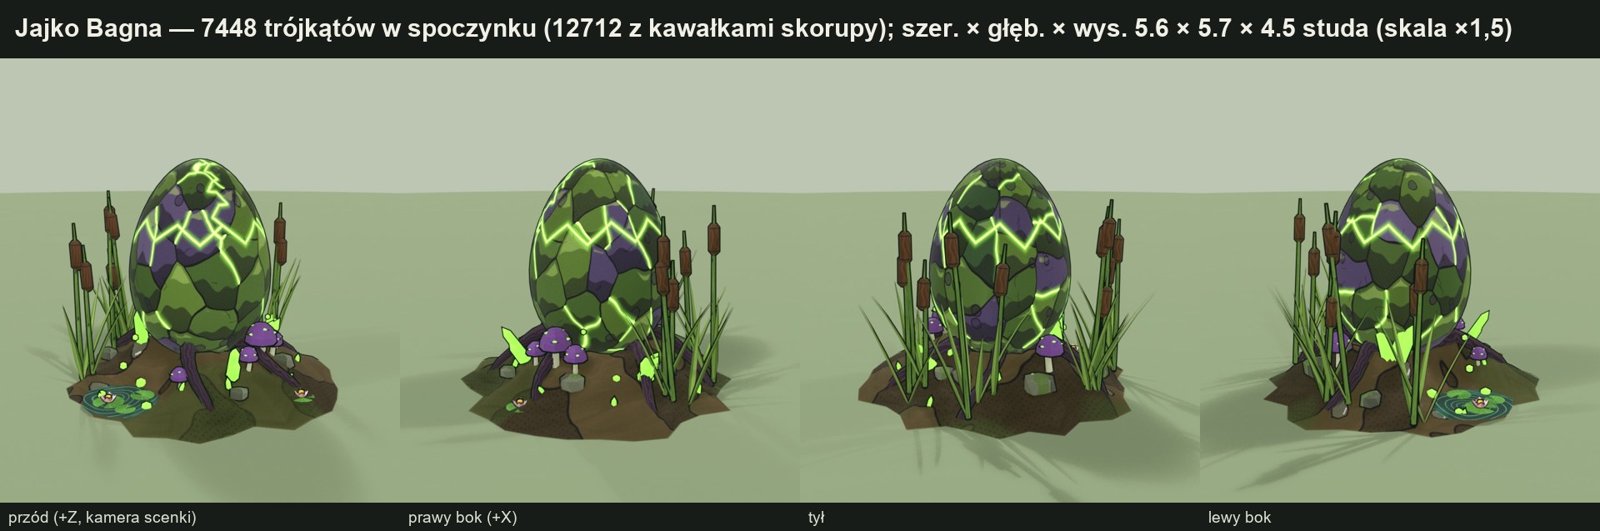 Jajko Bagna — 7448 trójkątów w spoczynku (12712 z kawałkami skorupy); szer. × głęb. × wys. 5.6 × 5.7 × 4.5 studa (skala ×1,5)
przód (+Z, kamera scenki)
prawy bok (+X)
tył
lewy bok